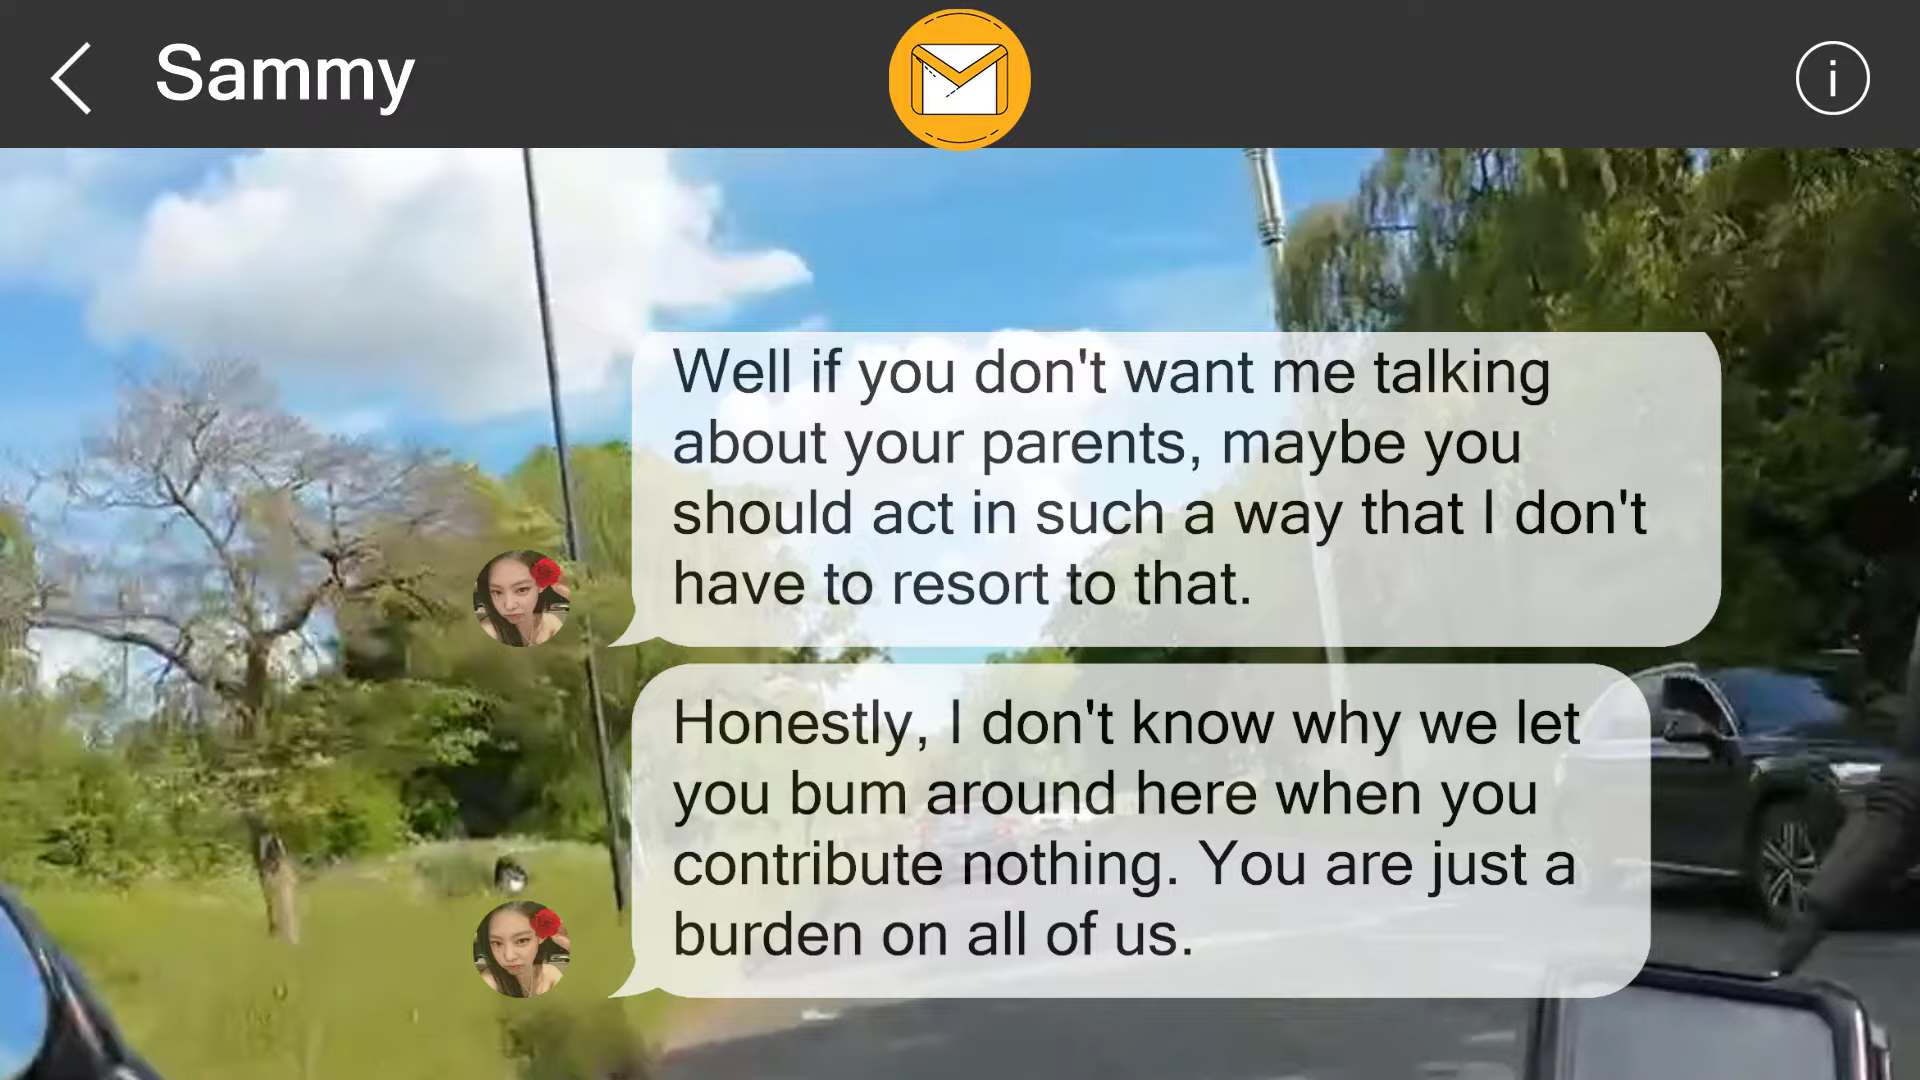 Sammy
Well if you don't want me talking
about your parents, maybe you
should act in such a way that I don't
have to resort to that.
Honestly, I don't know why we let
you bum around here when you
contribute nothing. You are just a
burden on all of us.